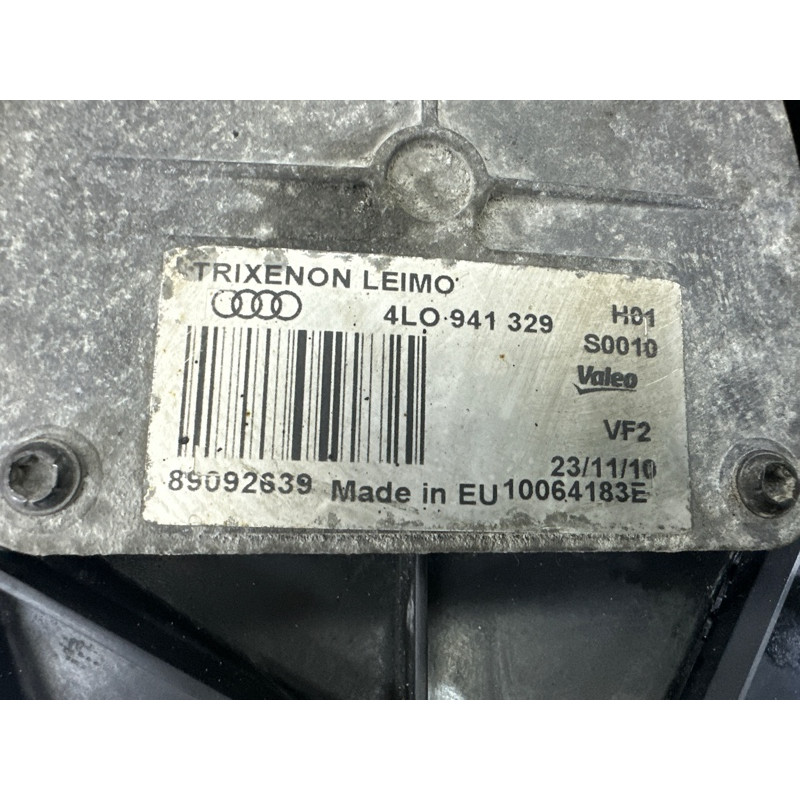 TRIXENON LEIMO
4LO 941 329 H01
S0010
Valeo
VF2
23/11/10
89092639 Made in EU 10064183E